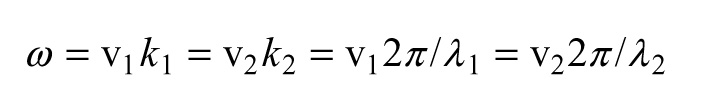 ω = v₁k₁ = v₂k₂ = v₁2π/λ₁ = v₂2π/λ₂